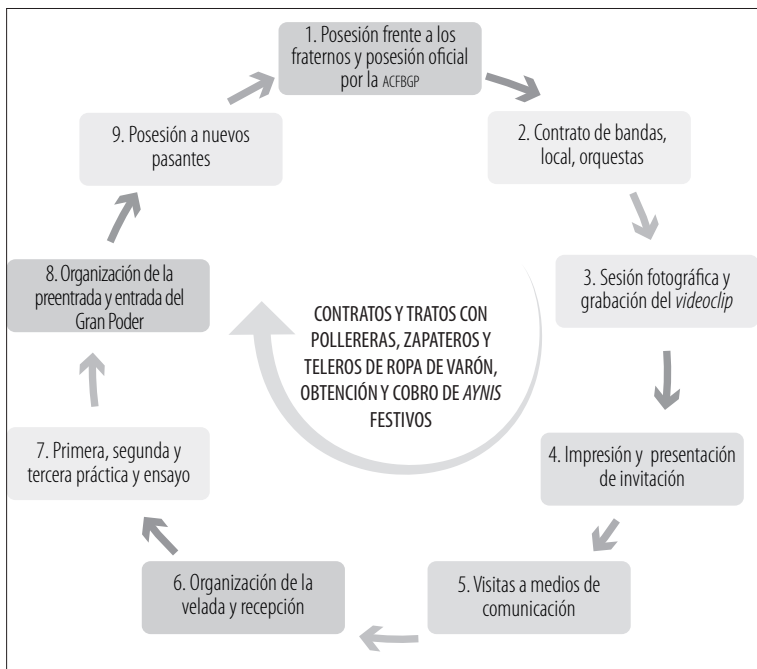 1. Posesión frente a los
fraternos y posesión oficial
por la ACFBGP
2. Contrato de bandas,
local, orquestas
3. Sesión fotográfica y
grabación del videoclip
4. Impresión y presentación
de invitación
5. Visitas a medios de
comunicación
6. Organización de la
velada y recepción
7. Primera, segunda y
tercera práctica y ensayo
8. Organización de la
preentrada y entrada del
Gran Poder
9. Posesión a nuevos
pasantes
CONTRATOS Y TRATOS CON
POLLERERAS, ZAPATEROS Y
TELEROS DE ROPA DE VARÓN,
OBTENCIÓN Y COBRO DE AYNIS
FESTIVOS